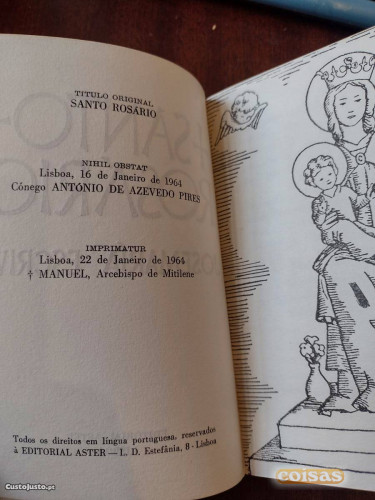 TITULO ORIGINAL
SANTO ROSÁRIO
NIHIL OBSTAT
Lisboa, 16 de Janeiro de 1964
Cónego ANTÓNIO DE AZEVEDO PIRES
IMPRIMATUR
Lisboa, 22 de Janeiro de 1964
† MANUEL, Arcebispo de Mitilene
Todos os direitos em língua portuguesa, reservados
à EDITORIAL ASTER — L. D. Estefânia, 8 - Lisboa
CustoJusto.pt
coisas